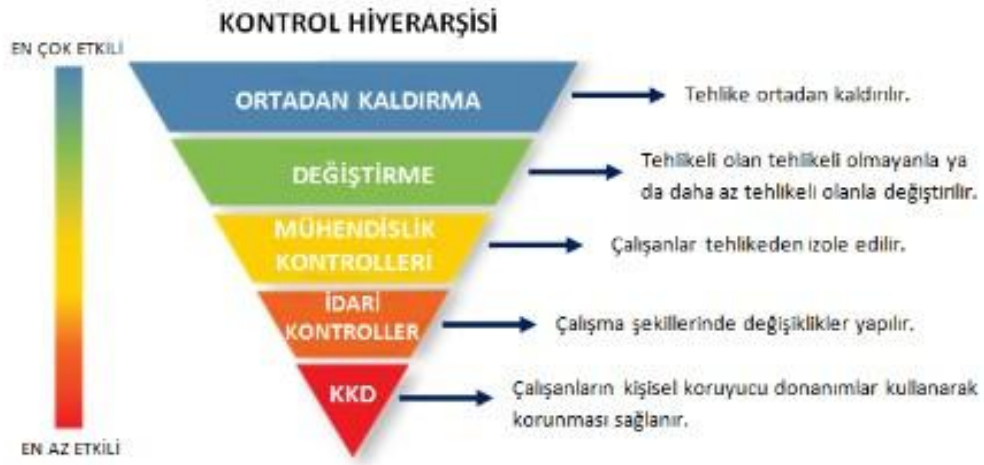 KONTROL HİYERARŞİSİ
EN ÇOK ETKİLİ
ORTADAN KALDIRMA
Tehlike ortadan kaldırılır.
DEĞİŞTİRME
Tehlikeli olan tehlikeli olmayanla ya
da daha az tehlikeli olanla değiştirilir.
MÜHENDİSLİK
KONTROLLERİ
Çalışanlar tehlikeden izole edilir.
İDARİ
KONTROLLER
Çalışma şekillerinde değişiklikler yapılır.
KKD
Çalışanların kişisel koruyucu donanımlar kullanarak
korunması sağlanır.
EN AZ ETKİLİ